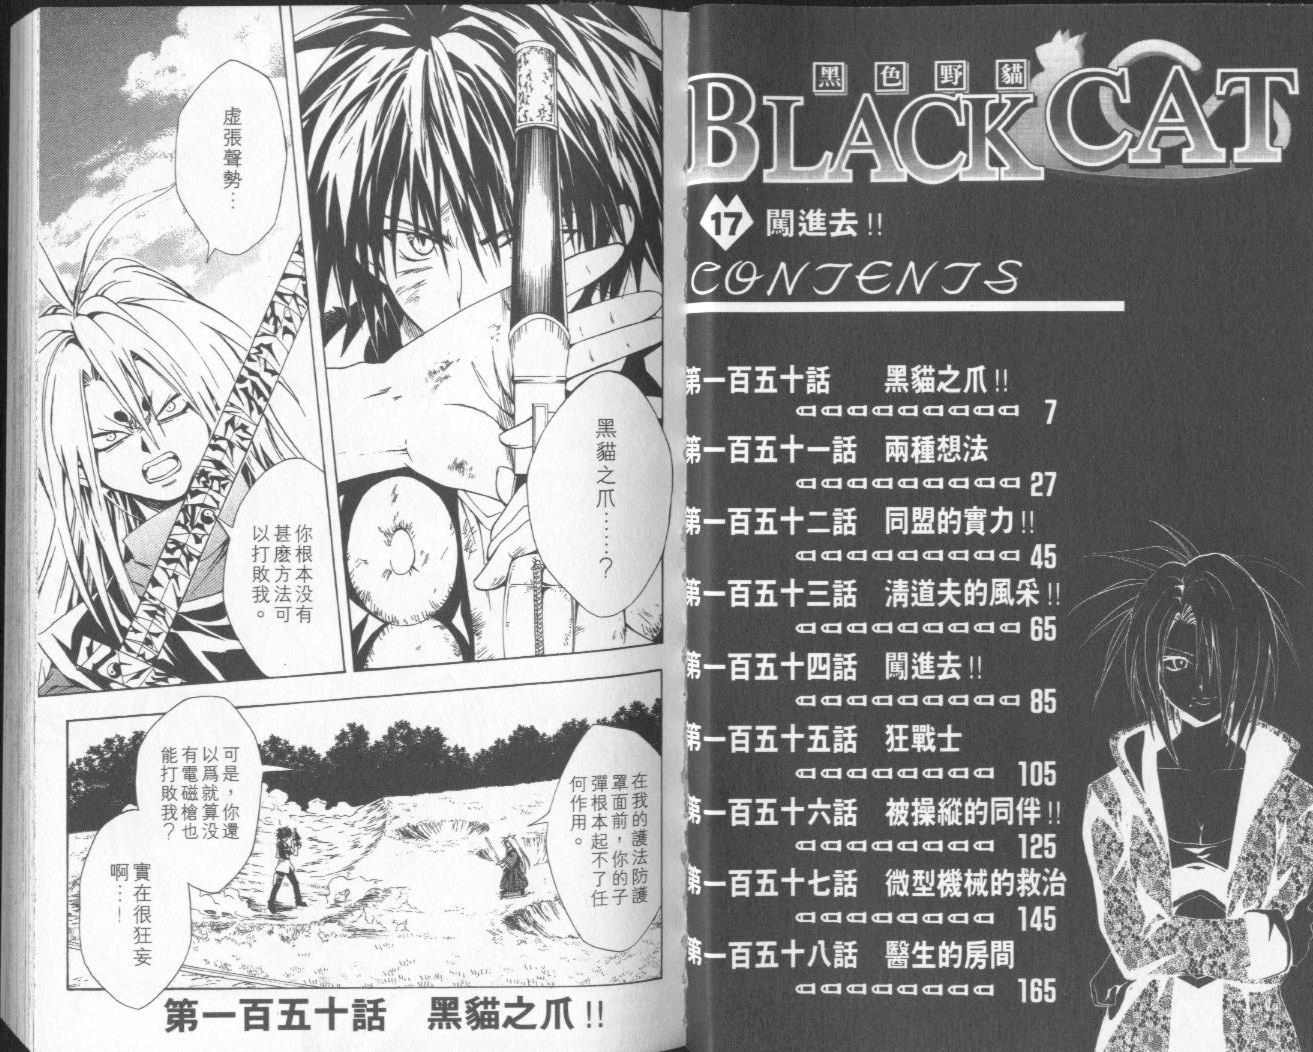 黑色野貓
BLACK CAT
17 闖進去!!
CONTENTS
第一百五十話 黑貓之爪!!
7
第一百五十一話 兩種想法
27
第一百五十二話 同盟的實力!!
45
第一百五十三話 清道夫的風采!!
65
第一百五十四話 闖進去!!
85
第一百五十五話 狂戰士
105
第一百五十六話 被操縱的同伴!!
125
第一百五十七話 微型機械的救治
145
第一百五十八話 醫生的房間
165
黑貓之爪……?
虛張聲勢…
你根本没有
甚麽方法可
以打敗我。
在我的護法防護
罩面前，你的子
彈根本起不了任
何作用。
可是，你還
以爲就算没
有電磁槍也
能打敗我？
實在很狂妄
啊…！
第一百五十話 黑貓之爪!!